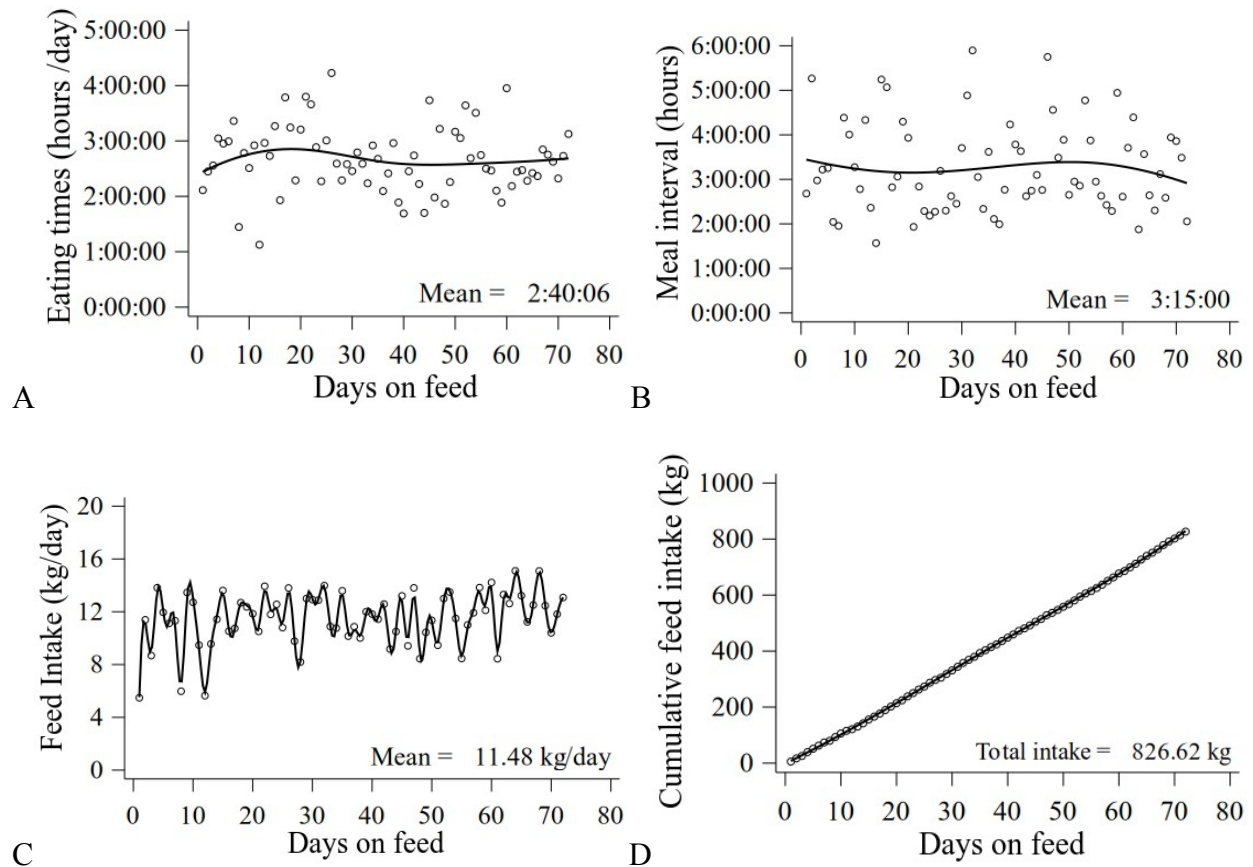 Eating times (hours /day)
5:00:00
4:00:00
3:00:00
2:00:00
1:00:00
0:00:00
Mean = 2:40:06
0 10 20 30 40 50 60 70 80
Days on feed
A
Meal interval (hours)
6:00:00
5:00:00
4:00:00
3:00:00
2:00:00
1:00:00
0:00:00
Mean = 3:15:00
0 10 20 30 40 50 60 70 80
Days on feed
B
Feed Intake (kg/day)
20
16
12
8
4
0
Mean = 11.48 kg/day
0 10 20 30 40 50 60 70 80
Days on feed
C
Cumulative feed intake (kg)
1000
800
600
400
200
0
Total intake = 826.62 kg
0 10 20 30 40 50 60 70 80
Days on feed
D